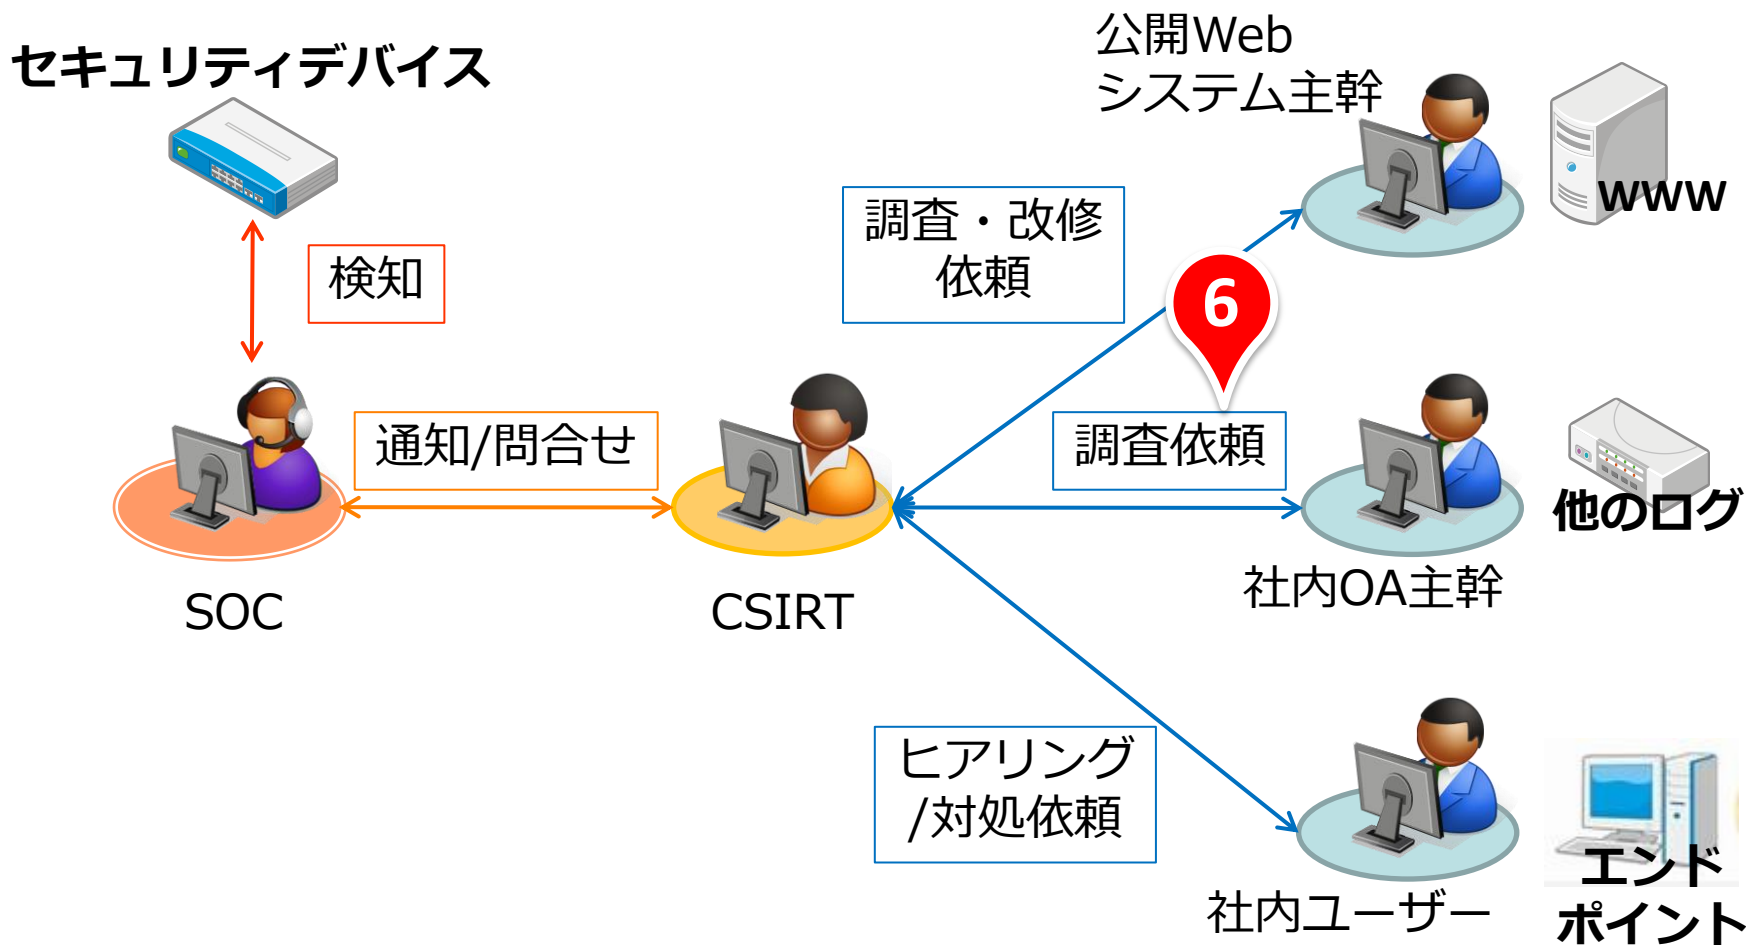 セキュリティデバイス
検知
SOC
通知/問合せ
CSIRT
調査・改修
依頼
公開Web
システム主幹
WWW
6
調査依頼
社内OA主幹
他のログ
ヒアリング
/対処依頼
社内ユーザー
エンド
ポイント